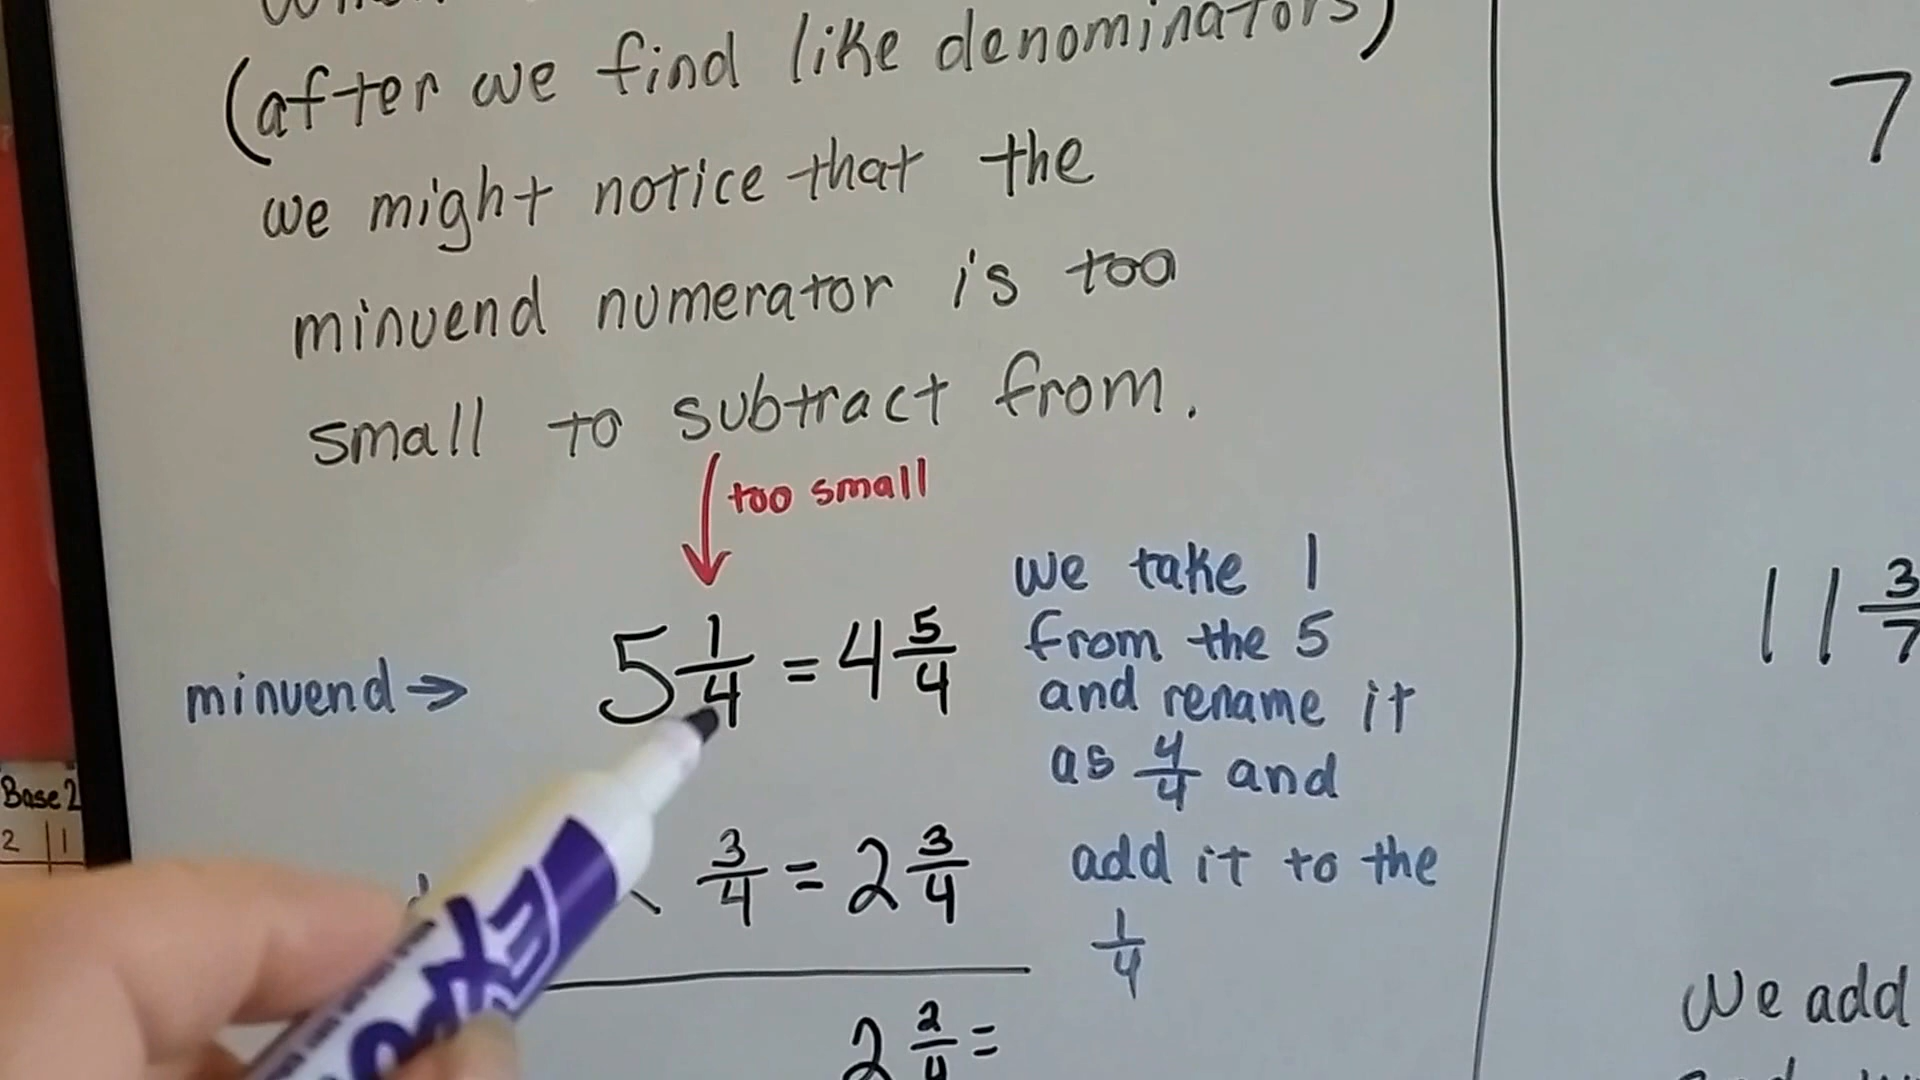 (after we find like denominators)
we might notice that the
minuend numerator is too
small to subtract from.
too small
minuend → 5 1/4 = 4 5/4
3/4 = 2 3/4
2 2/4 =
we take 1
from the 5
and rename it
as 4/4 and
add it to the
1/4
7
11 3/7
We add
Base 2
2 1
EXPO